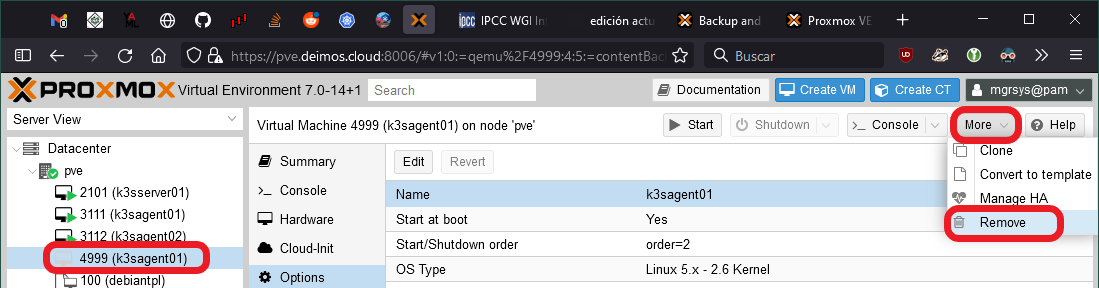 IPCC WGI In
edición actu
Backup and
Proxmox VE
https://pve.deimos.cloud:8006/#v1:0:=qemu%2F4999:4:5:=contentBac
Buscar
PROXMOX Virtual Environment 7.0-14+1
Search
Documentation
Create VM
Create CT
mgrsys@pam
Server View
Virtual Machine 4999 (k3sagent01) on node 'pve'
Start
Shutdown
Console
More
Help
Datacenter
pve
2101 (k3sserver01)
3111 (k3sagent01)
3112 (k3sagent02)
4999 (k3sagent01)
100 (debiantpl)
Summary
Console
Hardware
Cloud-Init
Options
Edit
Revert
Name k3sagent01
Start at boot Yes
Start/Shutdown order order=2
OS Type Linux 5.x - 2.6 Kernel
Clone
Convert to template
Manage HA
Remove